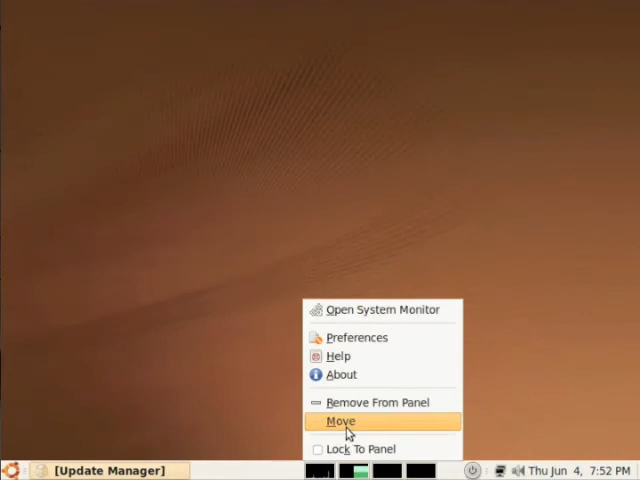 Open System Monitor
Preferences
Help
About
Remove From Panel
Move
Lock To Panel
[Update Manager]
Thu Jun 4, 7:52 PM